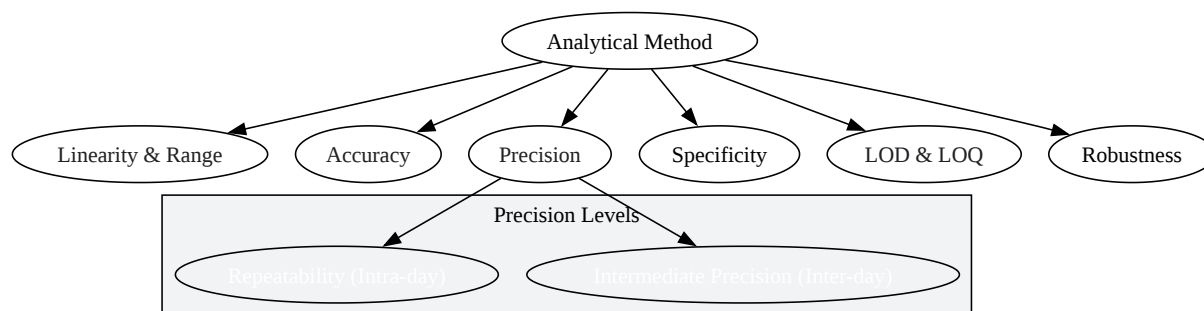 Analytical Method
Linearity & Range
Accuracy
Precision
Specificity
LOD & LOQ
Robustness
Precision Levels
Repeatability (Intra-day)
Intermediate Precision (Inter-day)